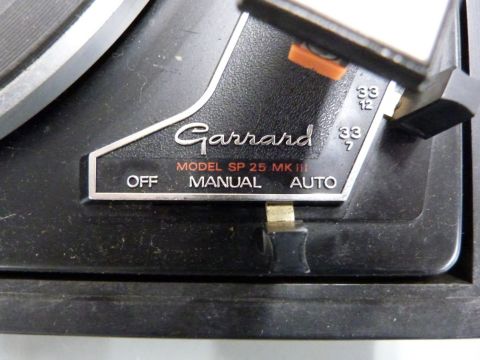 33
12
33
7
Garrard
MODEL SP 25 MK III
OFF MANUAL AUTO